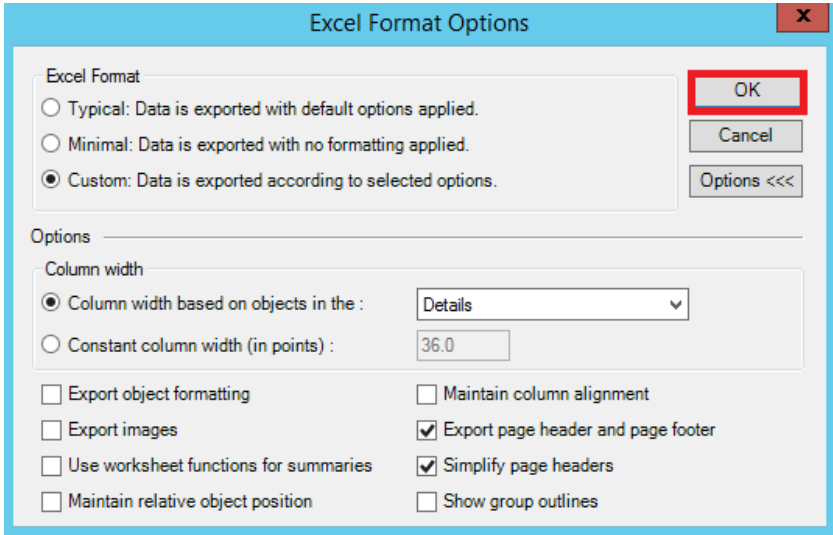 Excel Format Options
x
Excel Format
Typical: Data is exported with default options applied.
Minimal: Data is exported with no formatting applied.
Custom: Data is exported according to selected options.
OK
Cancel
Options <<<
Options
Column width
Column width based on objects in the : Details
Constant column width (in points) : 36.0
Export object formatting
Maintain column alignment
Export images
Export page header and page footer
Use worksheet functions for summaries
Simplify page headers
Maintain relative object position
Show group outlines